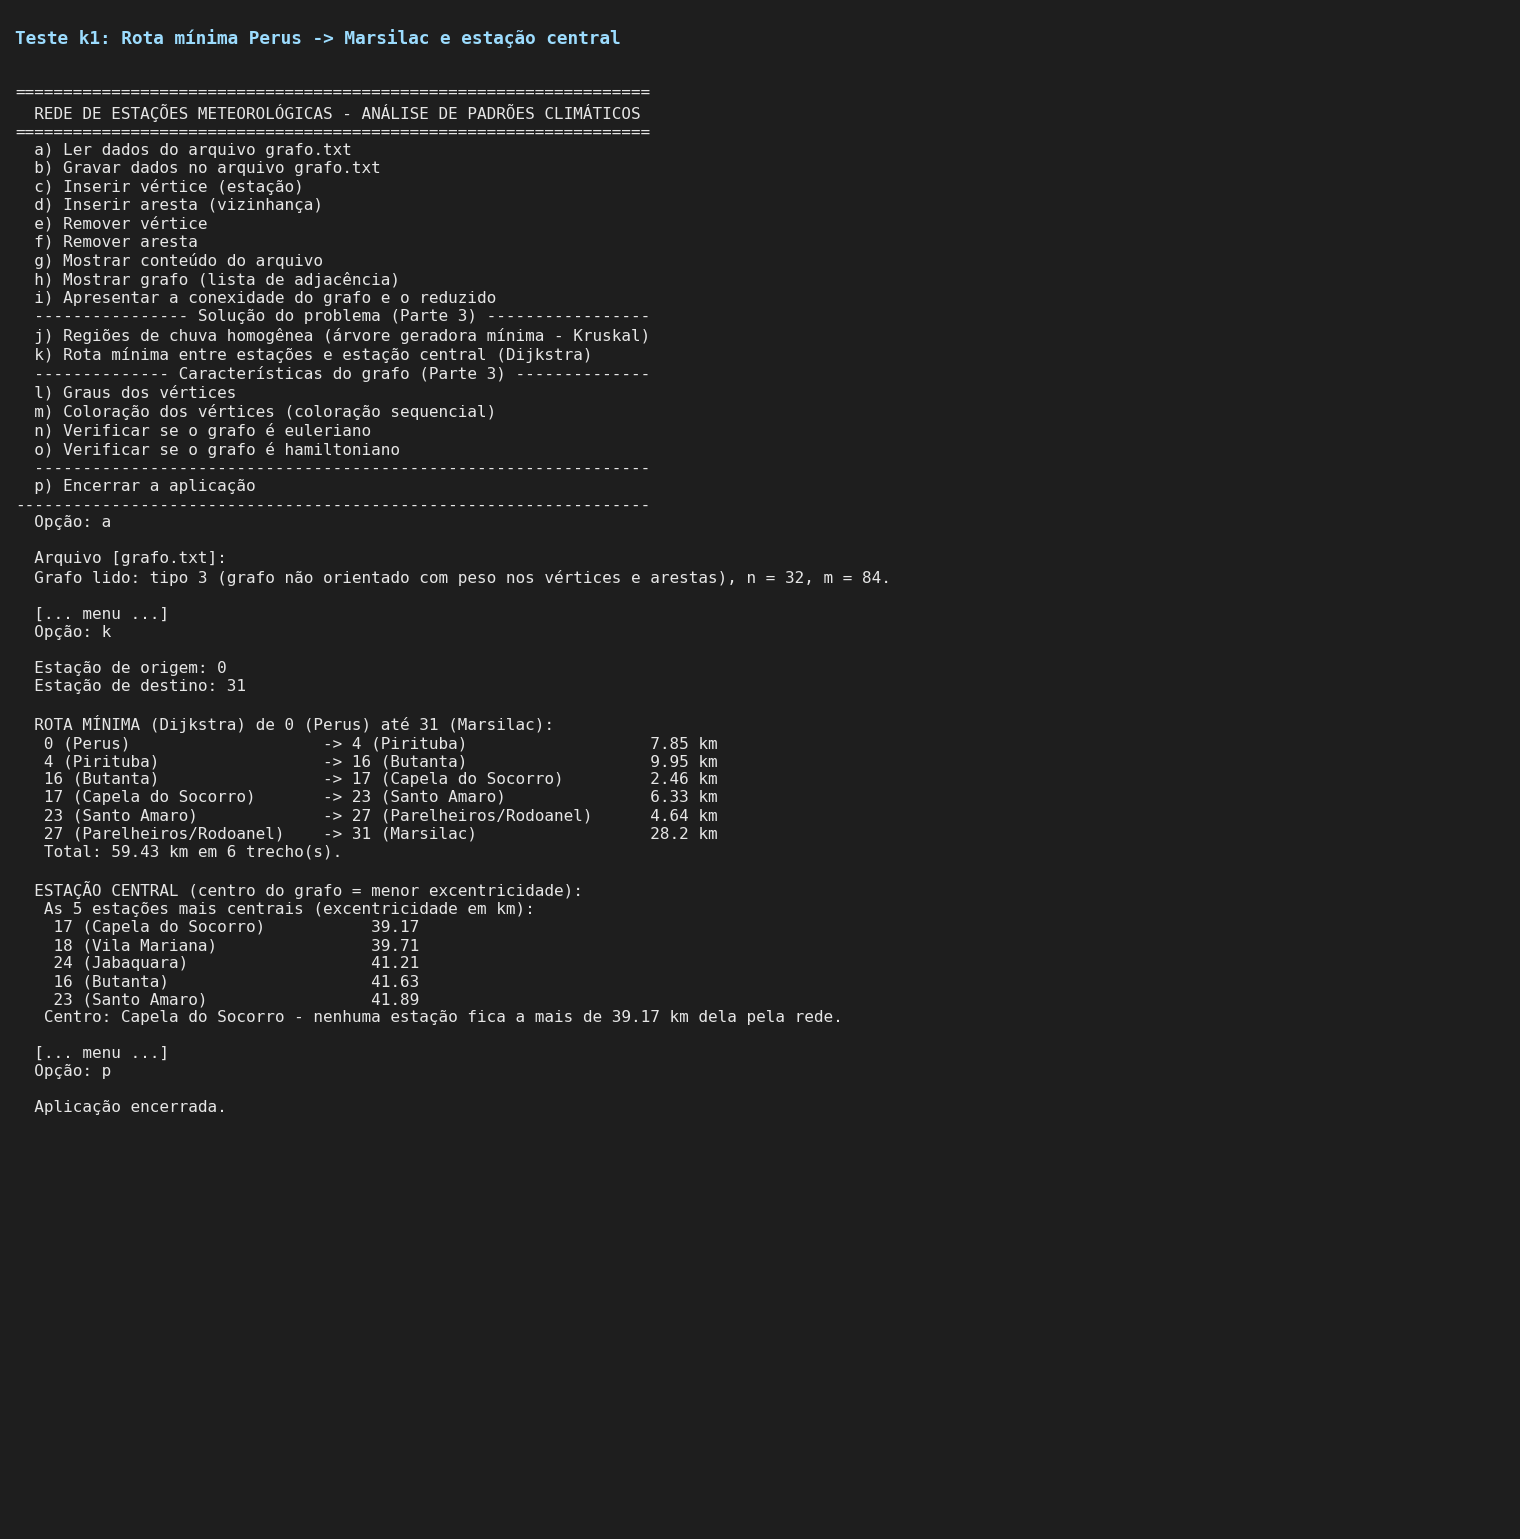 Teste k1: Rota mínima Perus -> Marsilac e estação central
==================================================================
  REDE DE ESTAÇÕES METEOROLÓGICAS - ANÁLISE DE PADRÕES CLIMÁTICOS
==================================================================
  a) Ler dados do arquivo grafo.txt
  b) Gravar dados no arquivo grafo.txt
  c) Inserir vértice (estação)
  d) Inserir aresta (vizinhança)
  e) Remover vértice
  f) Remover aresta
  g) Mostrar conteúdo do arquivo
  h) Mostrar grafo (lista de adjacência)
  i) Apresentar a conexidade do grafo e o reduzido
  ---------------- Solução do problema (Parte 3) -----------------
  j) Regiões de chuva homogênea (árvore geradora mínima - Kruskal)
  k) Rota mínima entre estações e estação central (Dijkstra)
  -------------- Características do grafo (Parte 3) --------------
  l) Graus dos vértices
  m) Coloração dos vértices (coloração sequencial)
  n) Verificar se o grafo é euleriano
  o) Verificar se o grafo é hamiltoniano
  ----------------------------------------------------------------
  p) Encerrar a aplicação
------------------------------------------------------------------
  Opção: a
  Arquivo [grafo.txt]:
  Grafo lido: tipo 3 (grafo não orientado com peso nos vértices e arestas), n = 32, m = 84.
  [... menu ...]
  Opção: k
  Estação de origem: 0
  Estação de destino: 31
  ROTA MÍNIMA (Dijkstra) de 0 (Perus) até 31 (Marsilac):
   0 (Perus)                    -> 4 (Pirituba)                   7.85 km
   4 (Pirituba)                 -> 16 (Butanta)                   9.95 km
   16 (Butanta)                 -> 17 (Capela do Socorro)         2.46 km
   17 (Capela do Socorro)       -> 23 (Santo Amaro)               6.33 km
   23 (Santo Amaro)             -> 27 (Parelheiros/Rodoanel)      4.64 km
   27 (Parelheiros/Rodoanel)    -> 31 (Marsilac)                  28.2 km
   Total: 59.43 km em 6 trecho(s).
  ESTAÇÃO CENTRAL (centro do grafo = menor excentricidade):
   As 5 estações mais centrais (excentricidade em km):
    17 (Capela do Socorro)           39.17
    18 (Vila Mariana)                39.71
    24 (Jabaquara)                   41.21
    16 (Butanta)                     41.63
    23 (Santo Amaro)                 41.89
   Centro: Capela do Socorro - nenhuma estação fica a mais de 39.17 km dela pela rede.
  [... menu ...]
  Opção: p
  Aplicação encerrada.